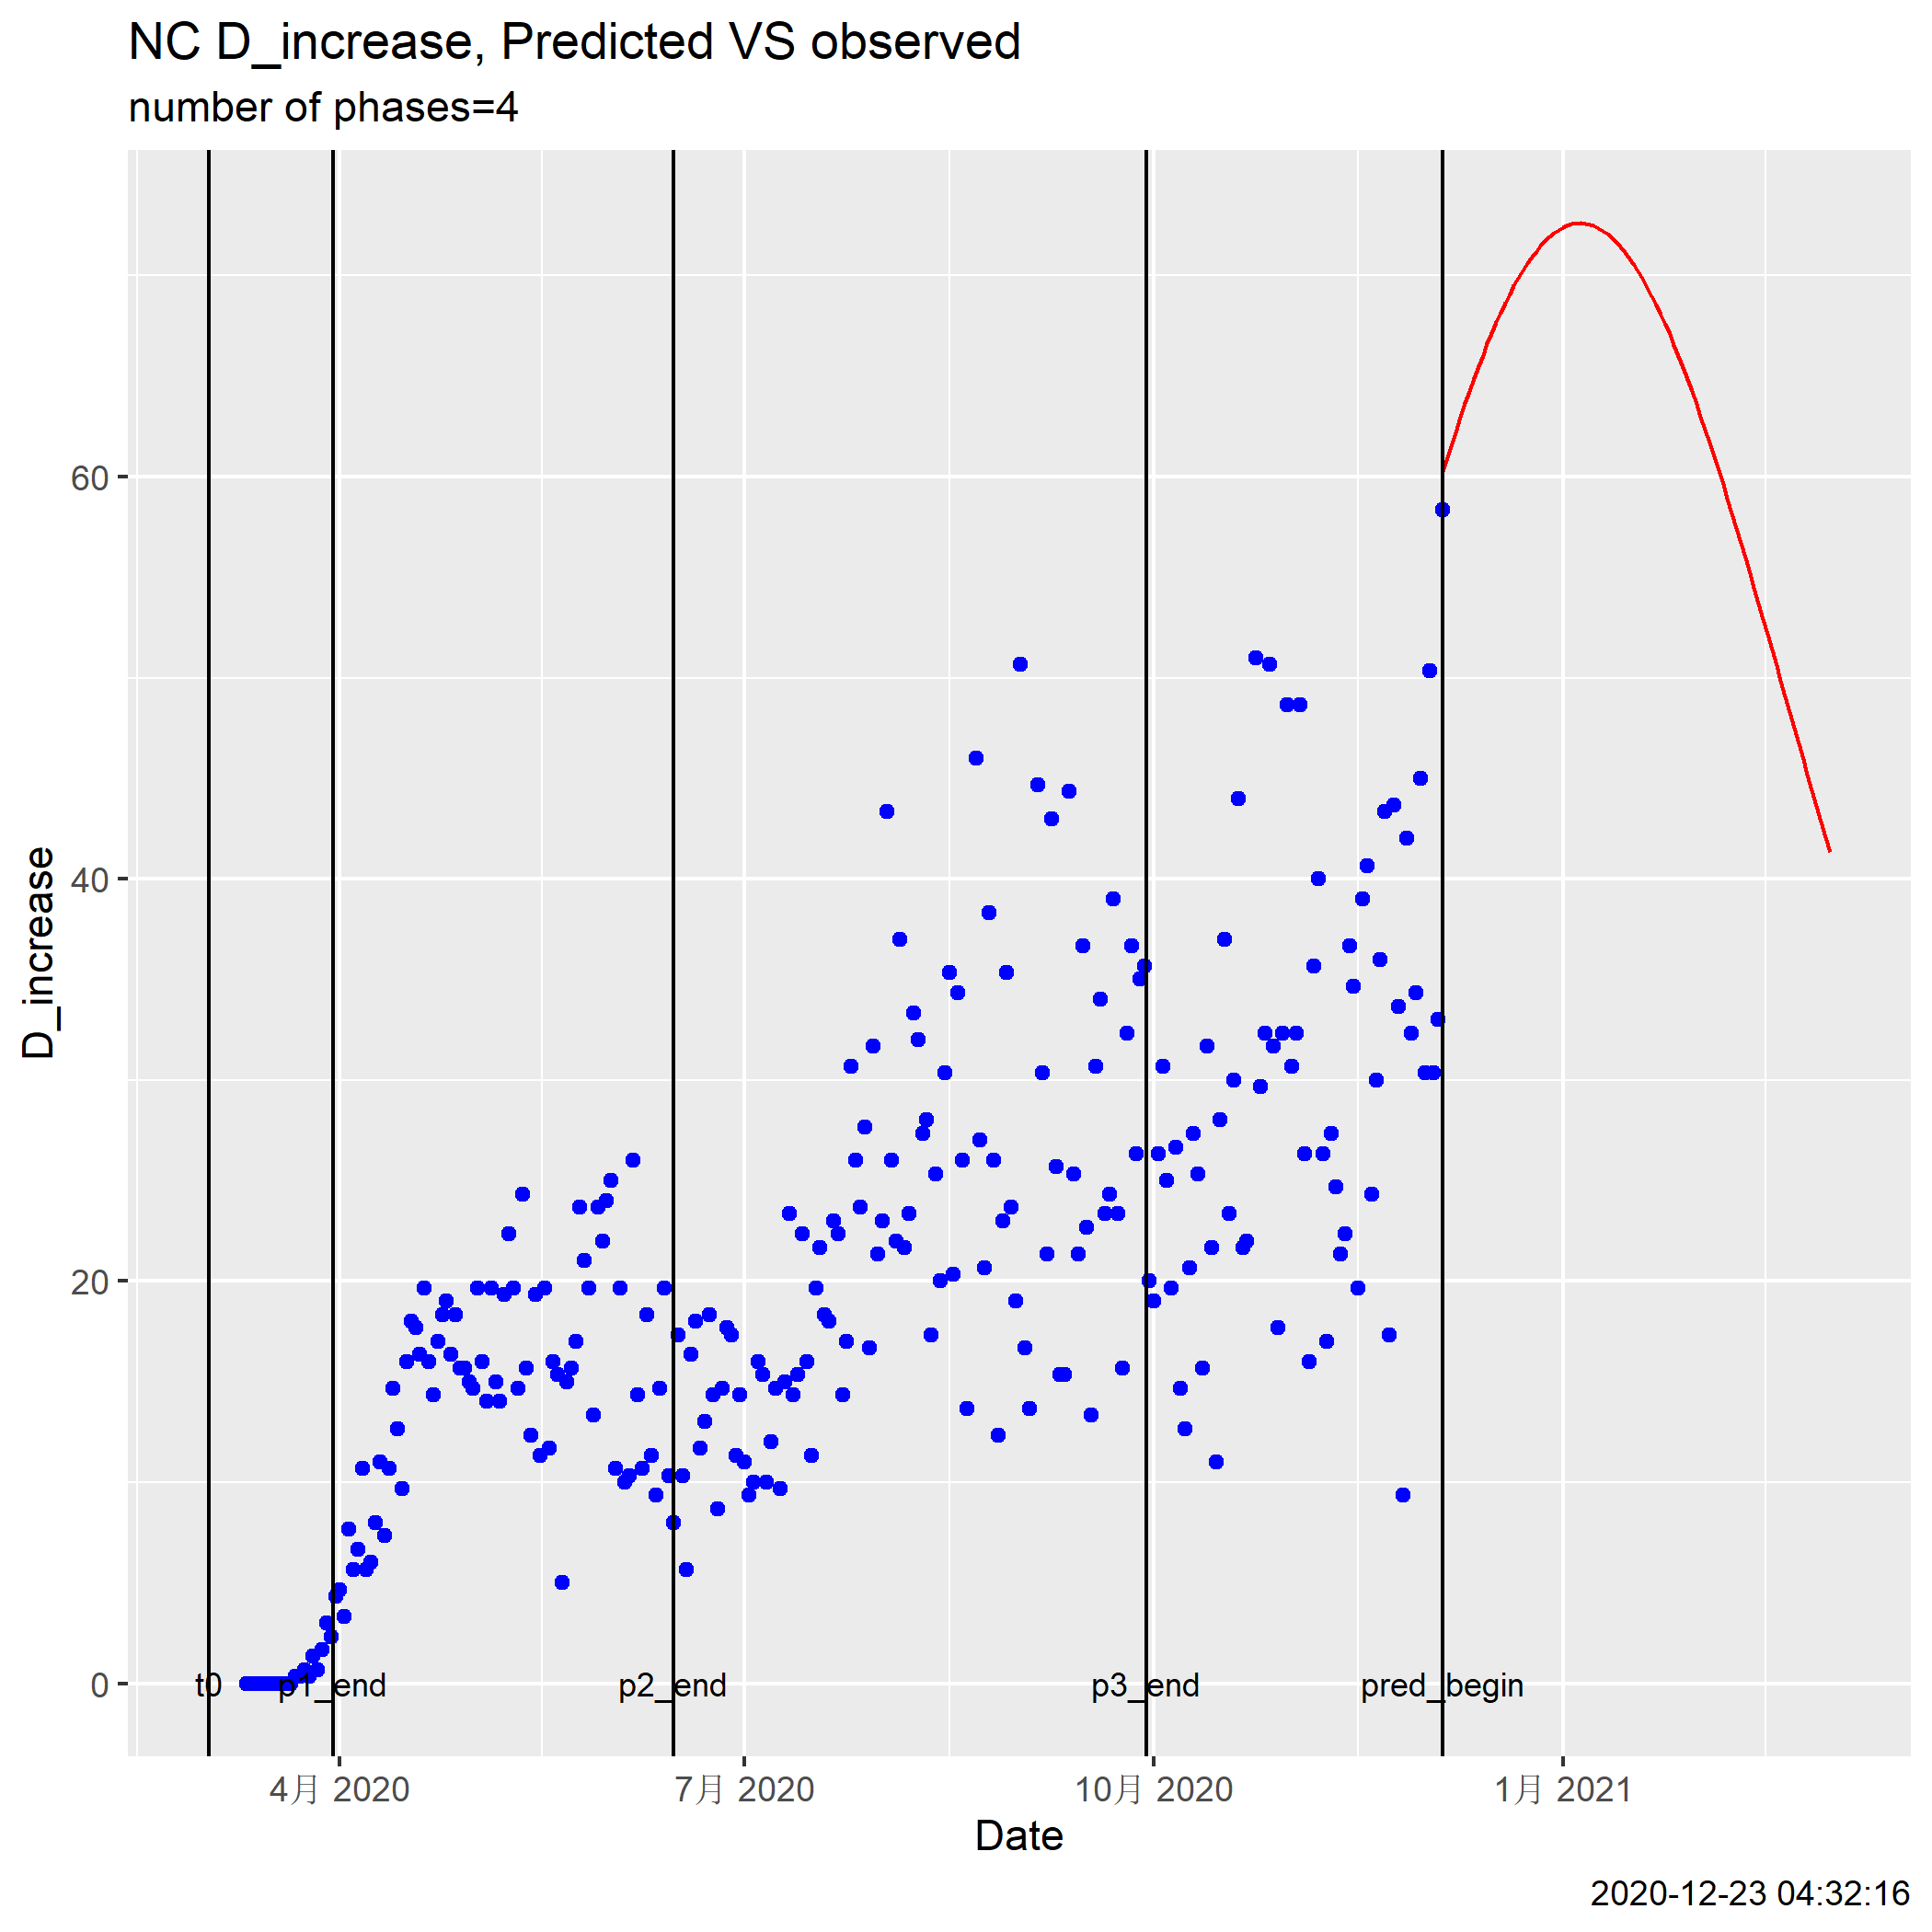 NC D_increase, Predicted VS observed
number of phases=4
D_increase
60
40
20
0
t0
p1_end
p2_end
p3_end
pred_begin
4月 2020
7月 2020
10月 2020
1月 2021
Date
2020-12-23 04:32:16